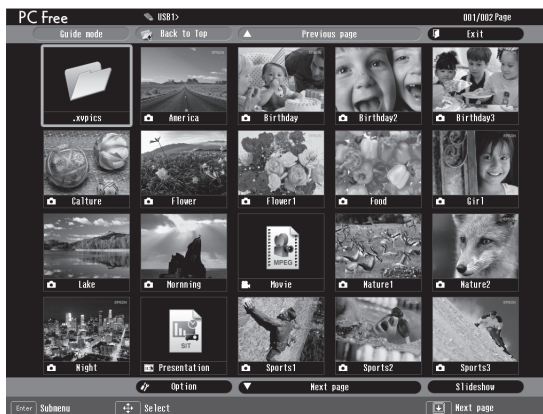 PC Free
USB1>
001/002 Page
Guide mode
Back to Top
Previous page
Exit
.xvpics
America
Birthday
Birthday2
Birthday3
Calture
Flower
Flower1
Food
Girl
Lake
Mornning
MPEG
Movie
Nature1
Nature2
Night
SIT
Presentation
Sports1
Sports2
Sports3
Option
Next page
Slideshow
Enter Submenu
Select
Next page